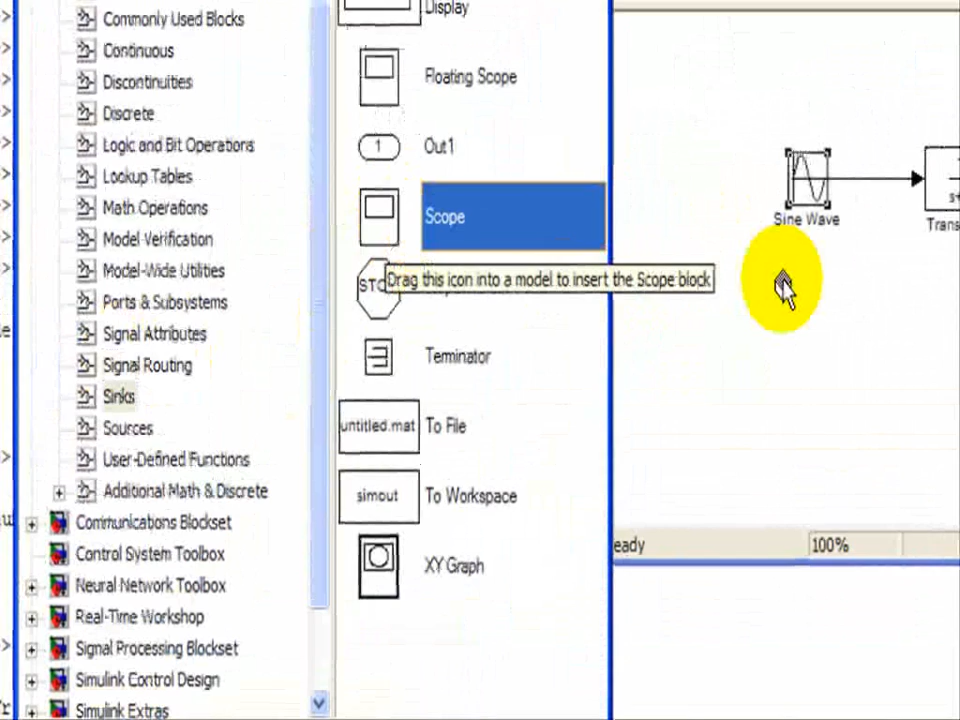 Commonly Used Blocks
Continuous
Discontinuities
Discrete
Logic and Bit Operations
Lookup Tables
Math Operations
Model Verification
Model-Wide Utilities
Ports & Subsystems
Signal Attributes
Signal Routing
Sinks
Sources
User-Defined Functions
Additional Math & Discrete
Communications Blockset
Control System Toolbox
Neural Network Toolbox
Real-Time Workshop
Signal Processing Blockset
Simulink Control Design
Simulink Extras
Display
Floating Scope
1
Out1
Scope
Drag this icon into a model to insert the Scope block
Terminator
untitled.mat
To File
simout
To Workspace
XY Graph
Sine Wave
s+
Trans
eady
100%